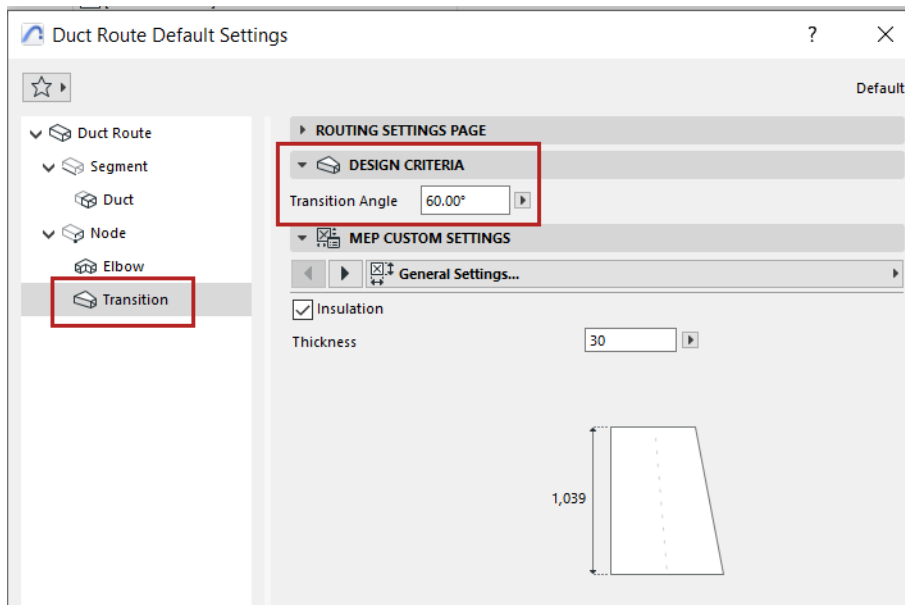 Duct Route Default Settings
?
Default
Duct Route
Segment
Duct
Node
Elbow
Transition
ROUTING SETTINGS PAGE
DESIGN CRITERIA
Transition Angle 60.00°
MEP CUSTOM SETTINGS
General Settings...
Insulation
Thickness 30
1,039